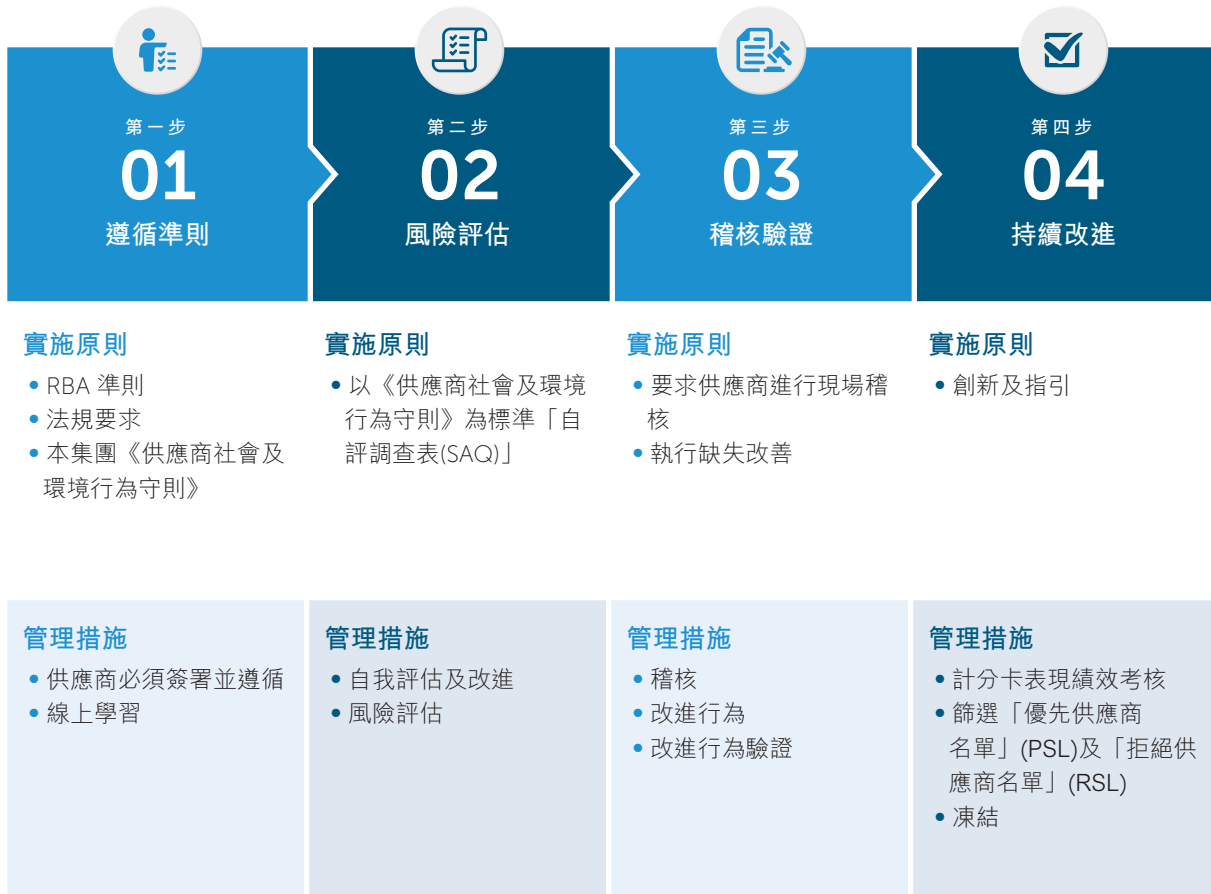 第一步
01
遵循準則
第二步
02
風險評估
第三步
03
稽核驗證
第四步
04
持續改進
實施原則
• RBA 準則
• 法規要求
• 本集團《供應商社會及
環境行為守則》
實施原則
• 以《供應商社會及環境
行為守則》為標準「自
評調查表(SAQ)」
實施原則
• 要求供應商進行現場稽
核
• 執行缺失改善
實施原則
• 創新及指引
管理措施
• 供應商必須簽署並遵循
• 線上學習
管理措施
• 自我評估及改進
• 風險評估
管理措施
• 稽核
• 改進行為
• 改進行為驗證
管理措施
• 計分卡表現績效考核
• 篩選「優先供應商
名單」(PSL)及「拒絕供
應商名單」(RSL)
• 凍結